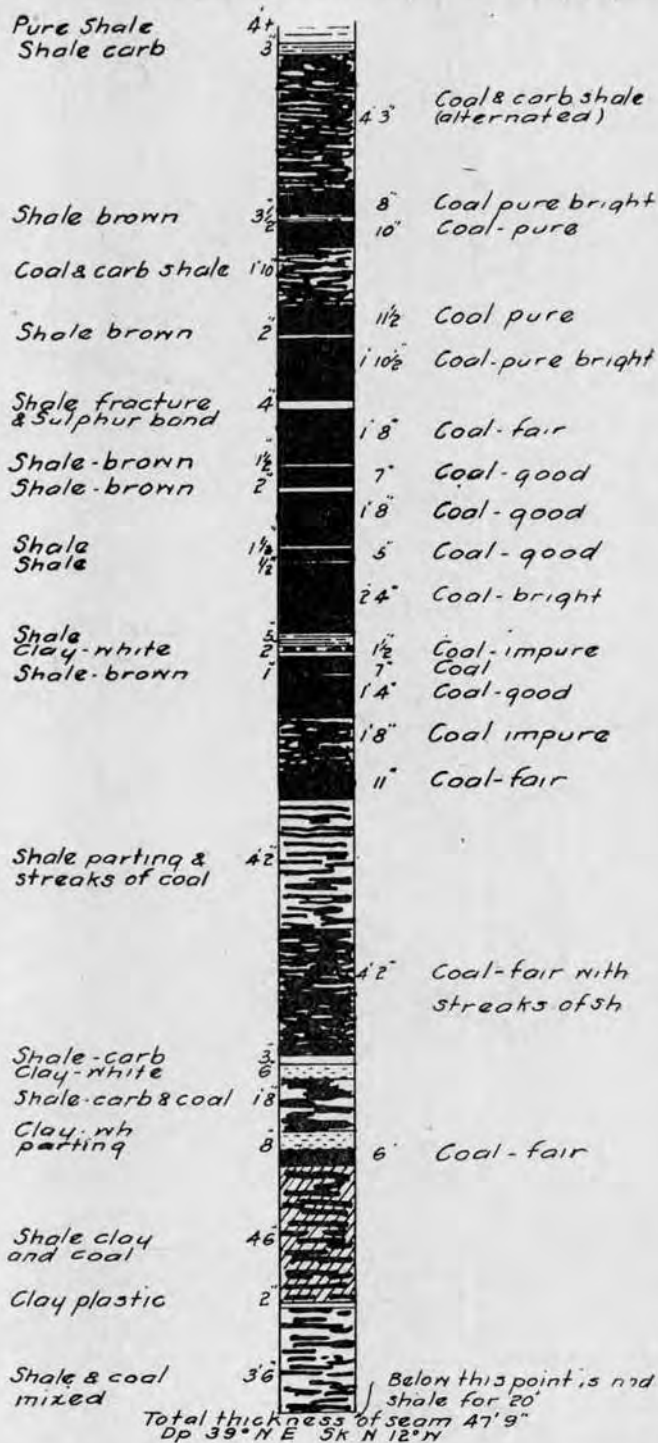 Pure Shale 4'+
Shale carb 3"
4' 3" Coal & carb shale
(alternated)
8" Coal pure bright
Shale brown 3½"
10" Coal-pure
Coal & carb shale 1'10"
11½ Coal pure
Shale brown 2"
1' 10½" Coal-pure bright
Shale fracture 4"
& Sulphur band
1' 8" Coal-fair
Shale-brown 1½"
7" Coal-good
Shale-brown 2"
1' 8" Coal-good
Shale 1½"
5" Coal-good
Shale ½"
2' 4" Coal-bright
Shale 5"
Clay-white 2" 1½" Coal-impure
Shale-brown 1" 7" Coal
1' 4" Coal-good
1' 8" Coal impure
11" Coal-fair
Shale parting & 4'2"
streaks of coal
4' 2" Coal-fair with
streaks of sh
Shale-carb 3"
Clay-white 6"
Shale-carb & coal 1'8"
Clay-wh 8"
parting
6" Coal-fair
Shale clay 4'6"
and coal
Clay plastic 2"
Shale & coal 3'6"
mixed
Below this point is
shale for 20'
Total thickness of seam 47'9"
Dp 39° N E Sk N 12° W